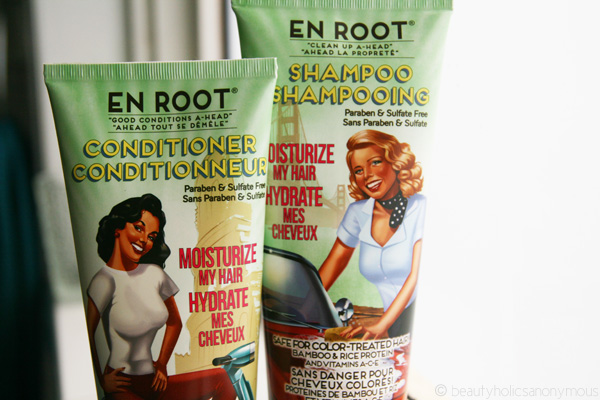 EN ROOT®
"GOOD CONDITIONS A-HEAD"
"AHEAD TOUT SE DÉMÊLE"
CONDITIONER
CONDITIONNEUR
Paraben & Sulfate Free
Sans Paraben & Sulfate
MOISTURIZE
MY HAIR
HYDRATE
MES
CHEVEUX
EN ROOT®
"CLEAN UP A-HEAD"
"AHEAD LA PROPRETÉ"
SHAMPOO
SHAMPOOING
Paraben & Sulfate Free
Sans Paraben & Sulfate
OISTURIZE
MY HAIR
HYDRATE
MES
CHEVEUX
SAFE FOR COLOR-TREATED HAIR
BAMBOO & RICE PROTEIN
AND VITAMINS A-C-E
SANS DANGER POUR
CHEVEUX COLORÉS
PROTEINES DE BAMBOU ET
© beautyholicsanonymous